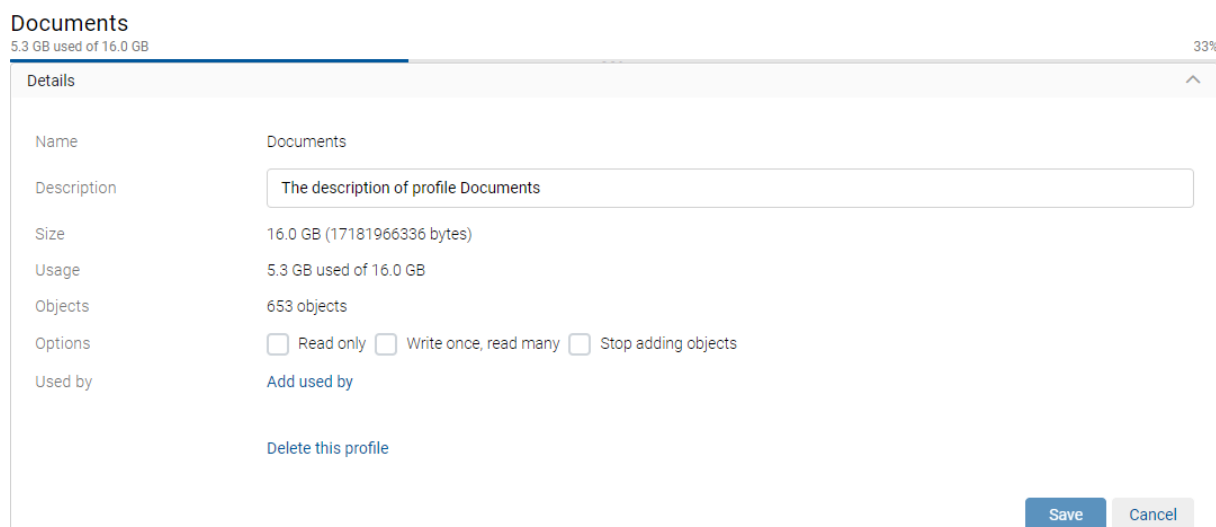 Documents
5.3 GB used of 16.0 GB 33%
Details
Name Documents
Description The description of profile Documents
Size 16.0 GB (17181966336 bytes)
Usage 5.3 GB used of 16.0 GB
Objects 653 objects
Options Read only Write once, read many Stop adding objects
Used by Add used by
Delete this profile
Save Cancel